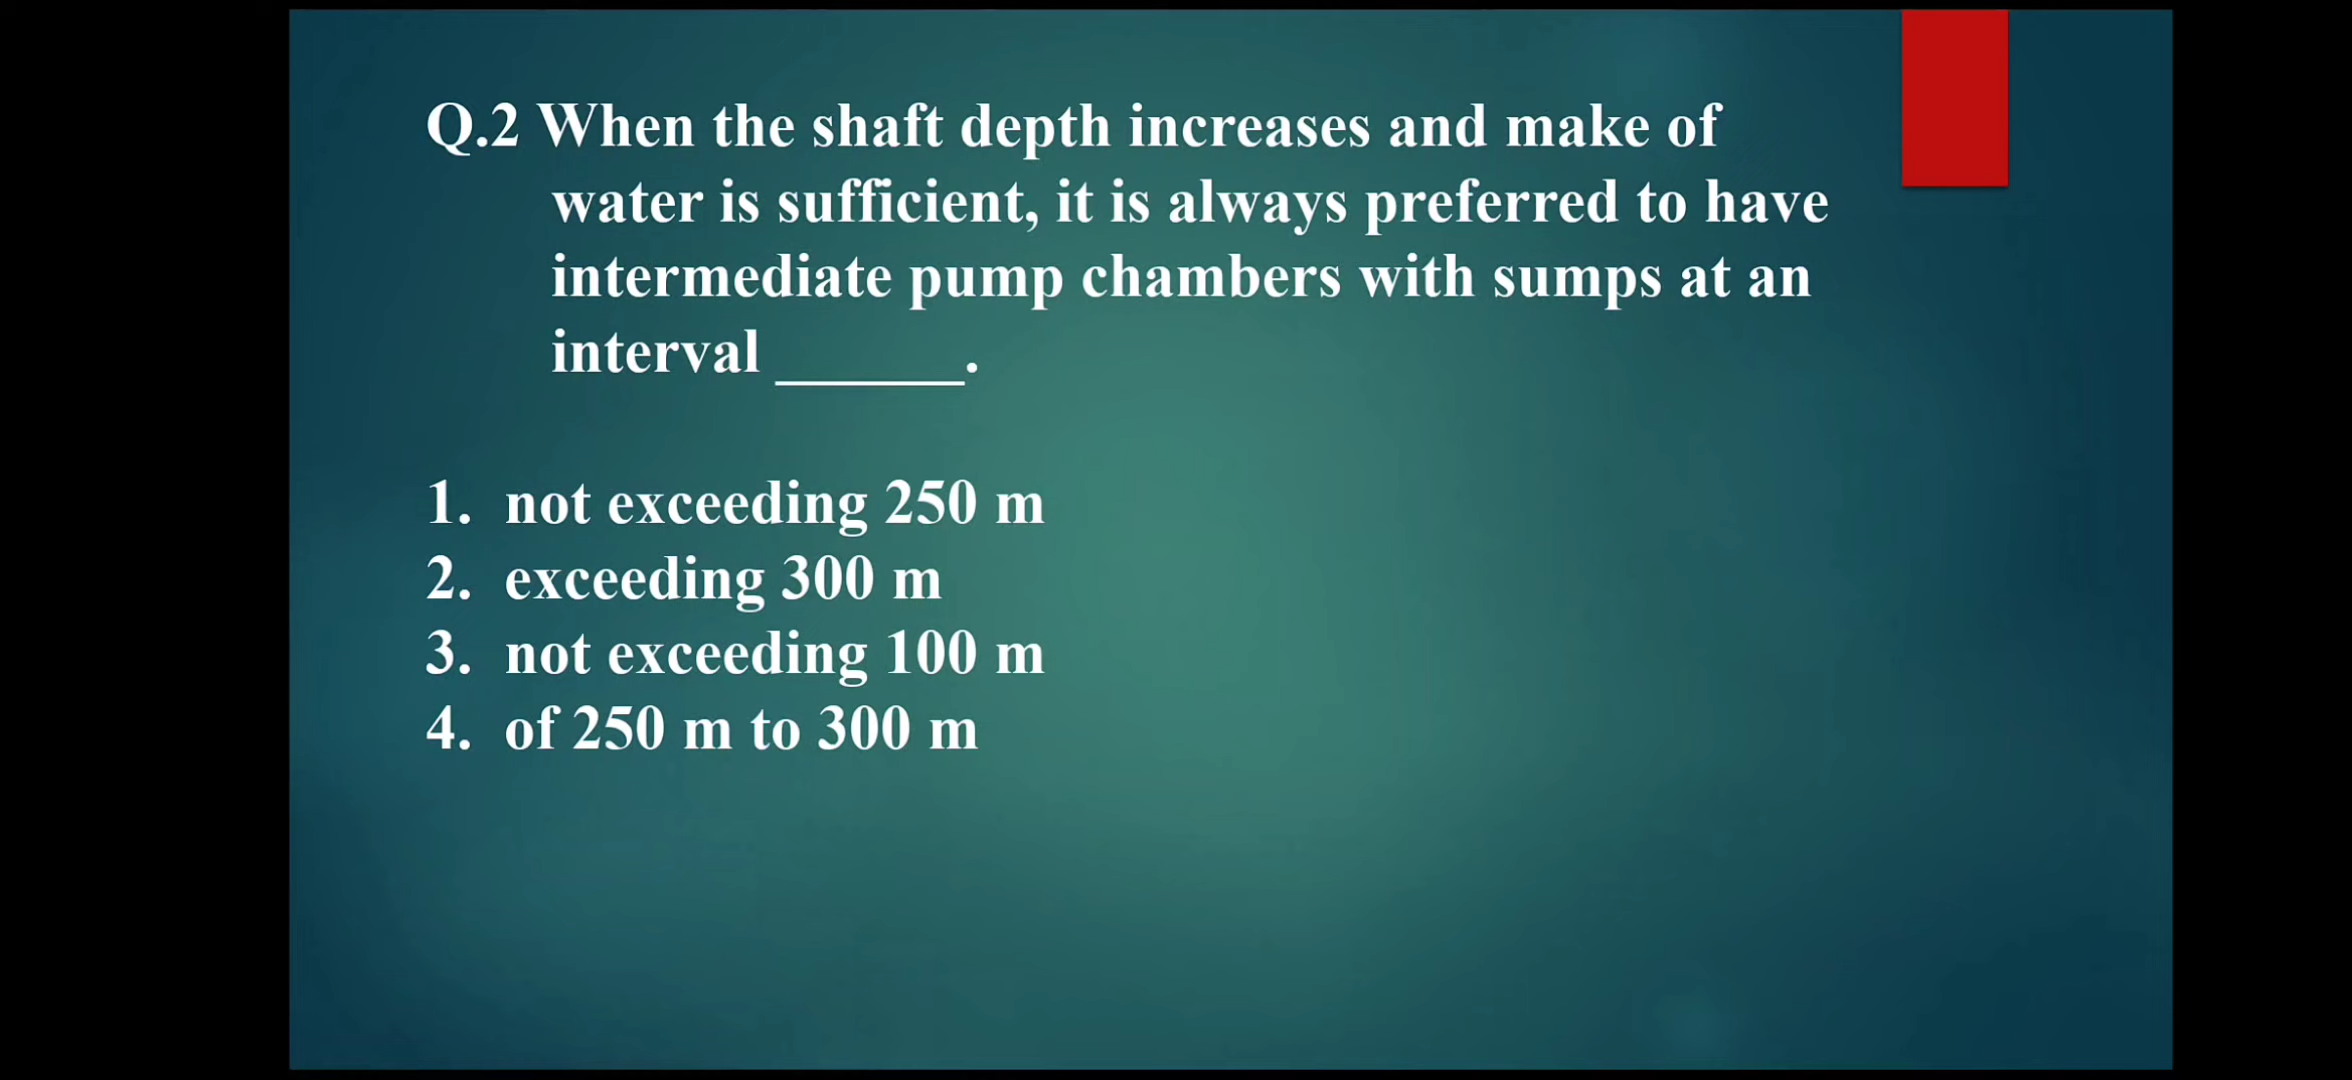 Q.2 When the shaft depth increases and make of
water is sufficient, it is always preferred to have
intermediate pump chambers with sumps at an
interval ______.
1. not exceeding 250 m
2. exceeding 300 m
3. not exceeding 100 m
4. of 250 m to 300 m